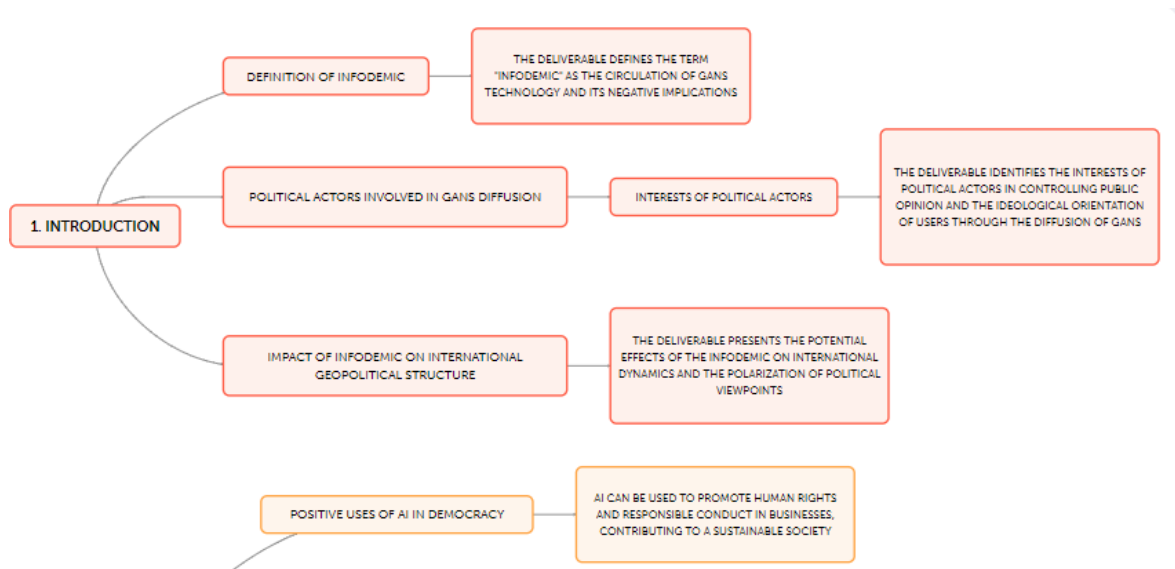 1. INTRODUCTION
DEFINITION OF INFODEMIC
THE DELIVERABLE DEFINES THE TERM
"INFODEMIC" AS THE CIRCULATION OF GANS
TECHNOLOGY AND ITS NEGATIVE IMPLICATIONS
POLITICAL ACTORS INVOLVED IN GANS DIFFUSION
INTERESTS OF POLITICAL ACTORS
THE DELIVERABLE IDENTIFIES THE INTERESTS OF
POLITICAL ACTORS IN CONTROLLING PUBLIC
OPINION AND THE IDEOLOGICAL ORIENTATION
OF USERS THROUGH THE DIFFUSION OF GANS
IMPACT OF INFODEMIC ON INTERNATIONAL
GEOPOLITICAL STRUCTURE
THE DELIVERABLE PRESENTS THE POTENTIAL
EFFECTS OF THE INFODEMIC ON INTERNATIONAL
DYNAMICS AND THE POLARIZATION OF POLITICAL
VIEWPOINTS
POSITIVE USES OF AI IN DEMOCRACY
AI CAN BE USED TO PROMOTE HUMAN RIGHTS
AND RESPONSIBLE CONDUCT IN BUSINESSES,
CONTRIBUTING TO A SUSTAINABLE SOCIETY